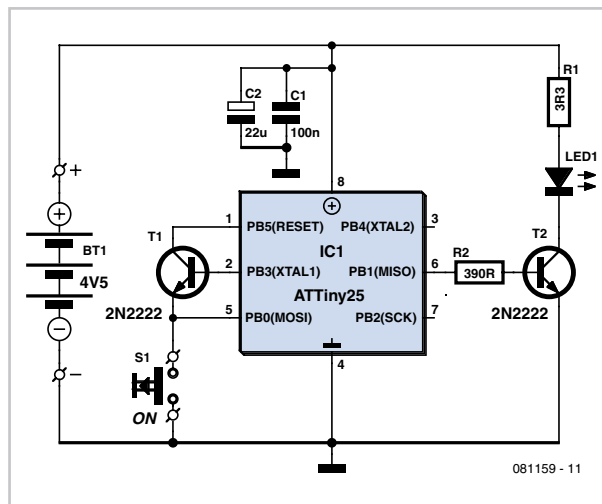 R1
3R3
C2
C1
22u
100n
LED1
+
8
1
PB5(RESET)
PB4(XTAL2)
3
T1
IC1
T2
BT1
R2
2
PB3(XTAL1)
PB1(MISO)
6
390R
4V5
ATTiny25
2N2222
5
PB0(MOSI)
PB2(SCK)
7
2N2222
S1
4
–
ON
081159 - 11